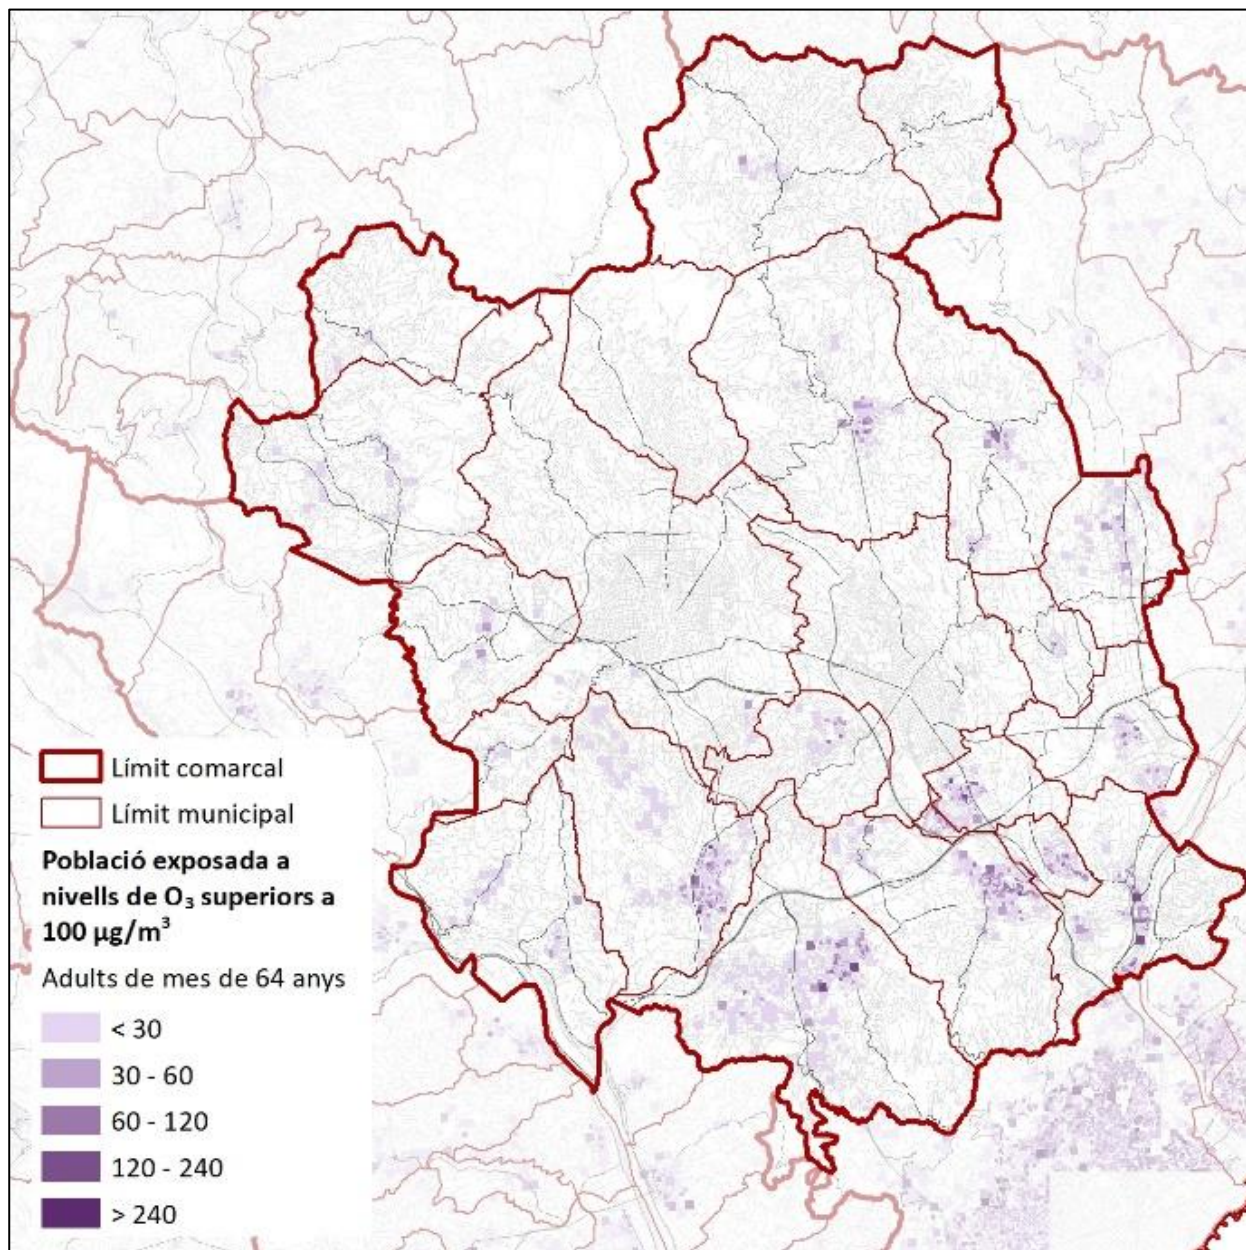 Límit comarcal
Límit municipal
Població exposada a
nivells de O₃ superiors a
100 µg/m³
Adults de mes de 64 anys
< 30
30 - 60
60 - 120
120 - 240
> 240